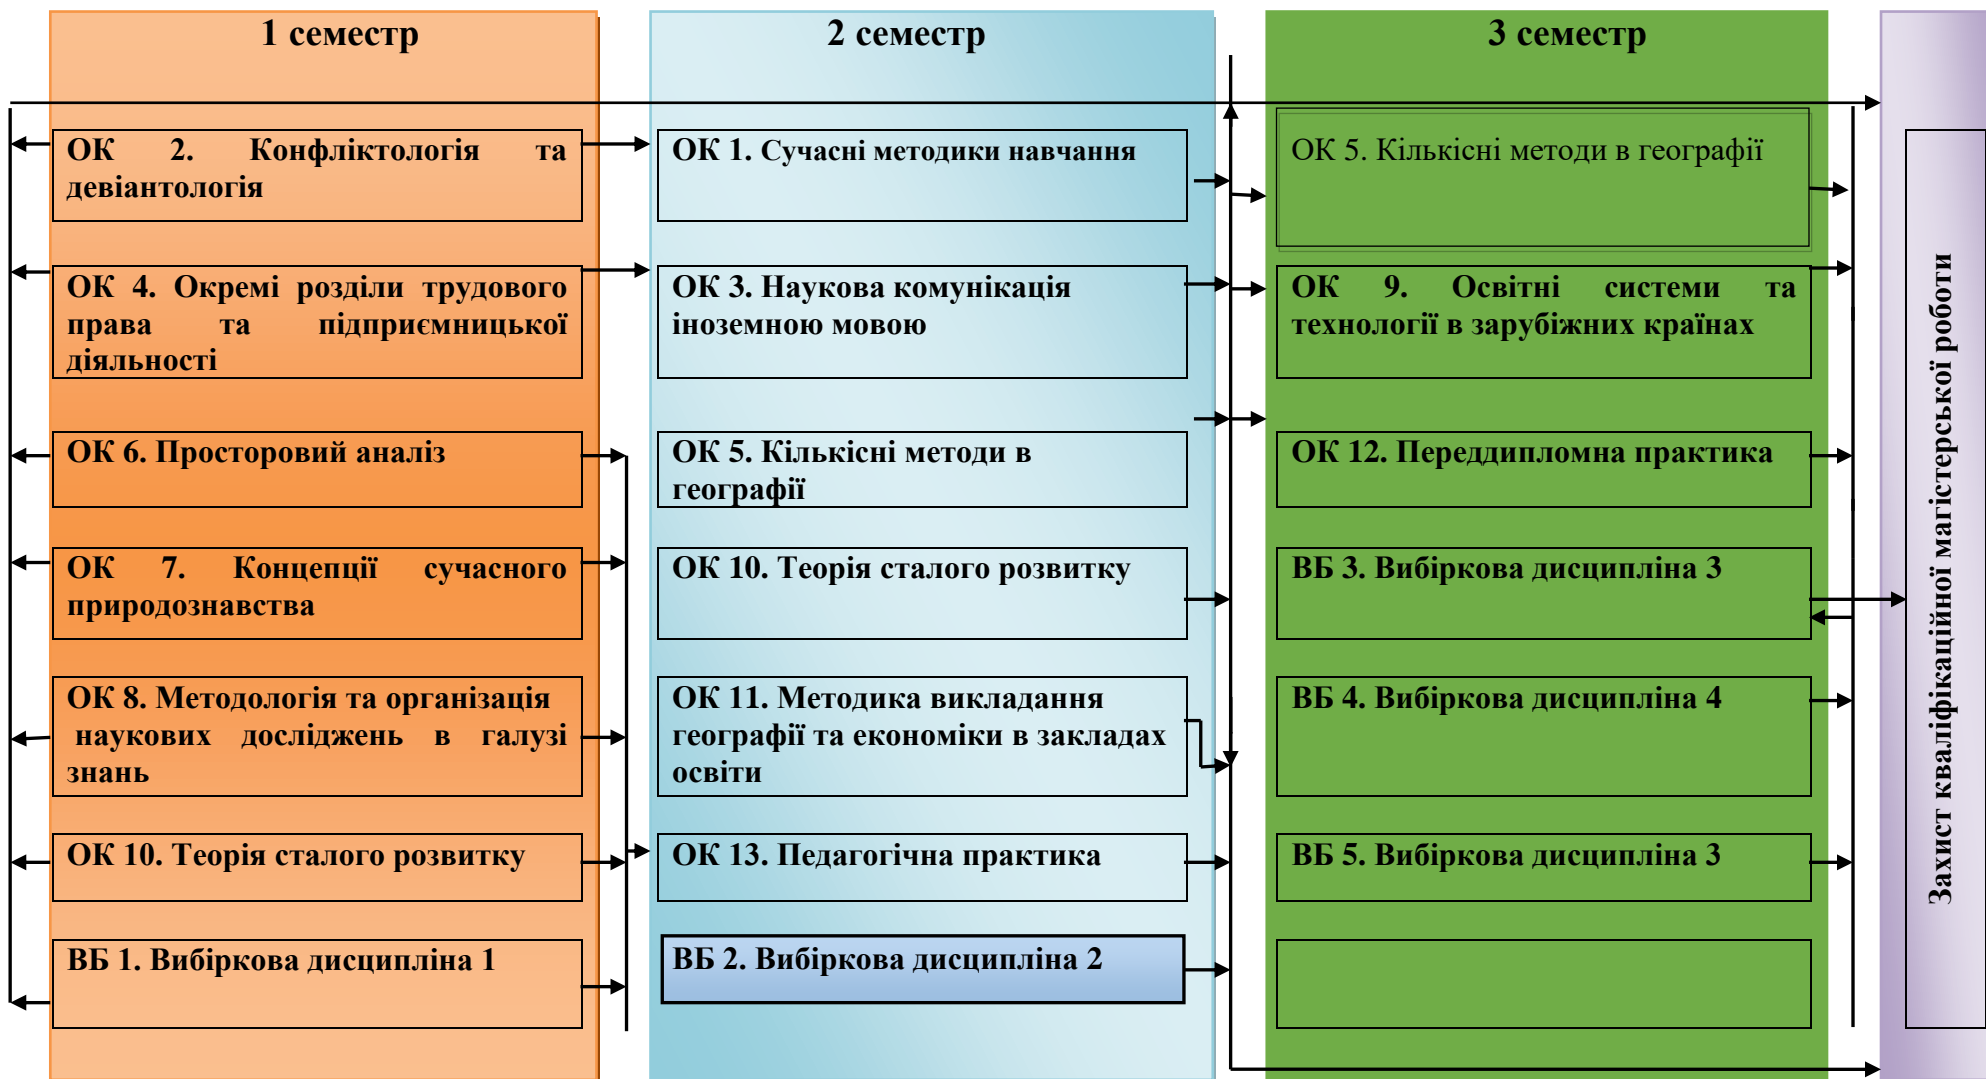 1 семестр
ОК 2. Конфліктологія та
девіантологія
ОК 4. Окремі розділи трудового
права та підприємницької
діяльності
ОК 6. Просторовий аналіз
ОК 7. Концепції сучасного
природознавства
ОК 8. Методологія та організація
наукових досліджень в галузі
знань
ОК 10. Теорія сталого розвитку
ВБ 1. Вибіркова дисципліна 1
2 семестр
ОК 1. Сучасні методики навчання
ОК 3. Наукова комунікація
іноземною мовою
ОК 5. Кількісні методи в
географії
ОК 10. Теорія сталого розвитку
ОК 11. Методика викладання
географії та економіки в закладах
освіти
ОК 13. Педагогічна практика
ВБ 2. Вибіркова дисципліна 2
3 семестр
ОК 5. Кількісні методи в географії
ОК 9. Освітні системи та
технології в зарубіжних країнах
ОК 12. Переддипломна практика
ВБ 3. Вибіркова дисципліна 3
ВБ 4. Вибіркова дисципліна 4
ВБ 5. Вибіркова дисципліна 3
Захист кваліфікаційної магістерської роботи